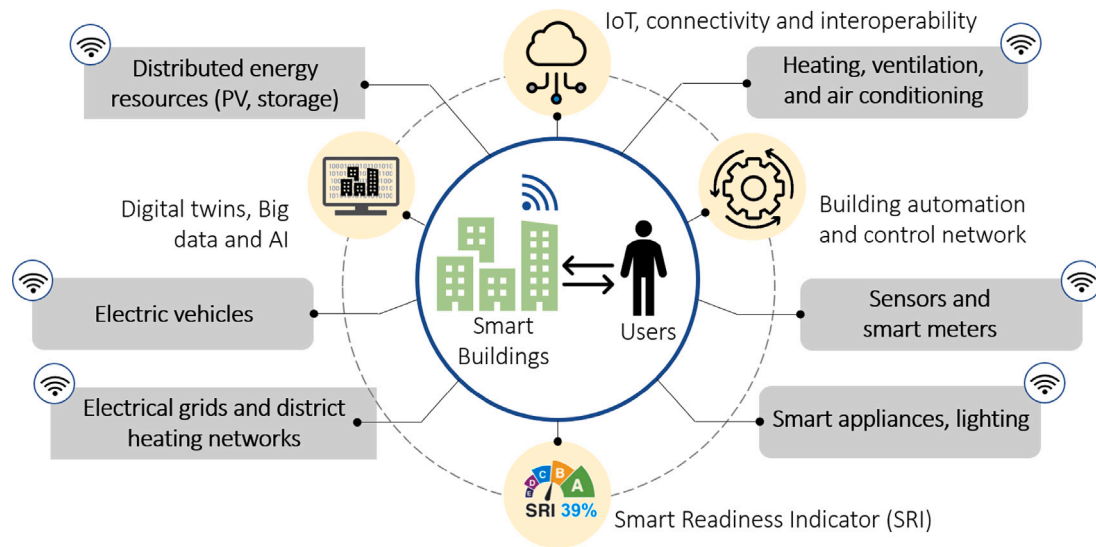 IoT, connectivity and interoperability
Distributed energy
resources (PV, storage)
Heating, ventilation,
and air conditioning
Digital twins, Big
data and AI
Building automation
and control network
Electric vehicles
Smart
Buildings
Users
Sensors and
smart meters
Electrical grids and district
heating networks
Smart appliances, lighting
E
D
C
B
A
SRI 39%
Smart Readiness Indicator (SRI)